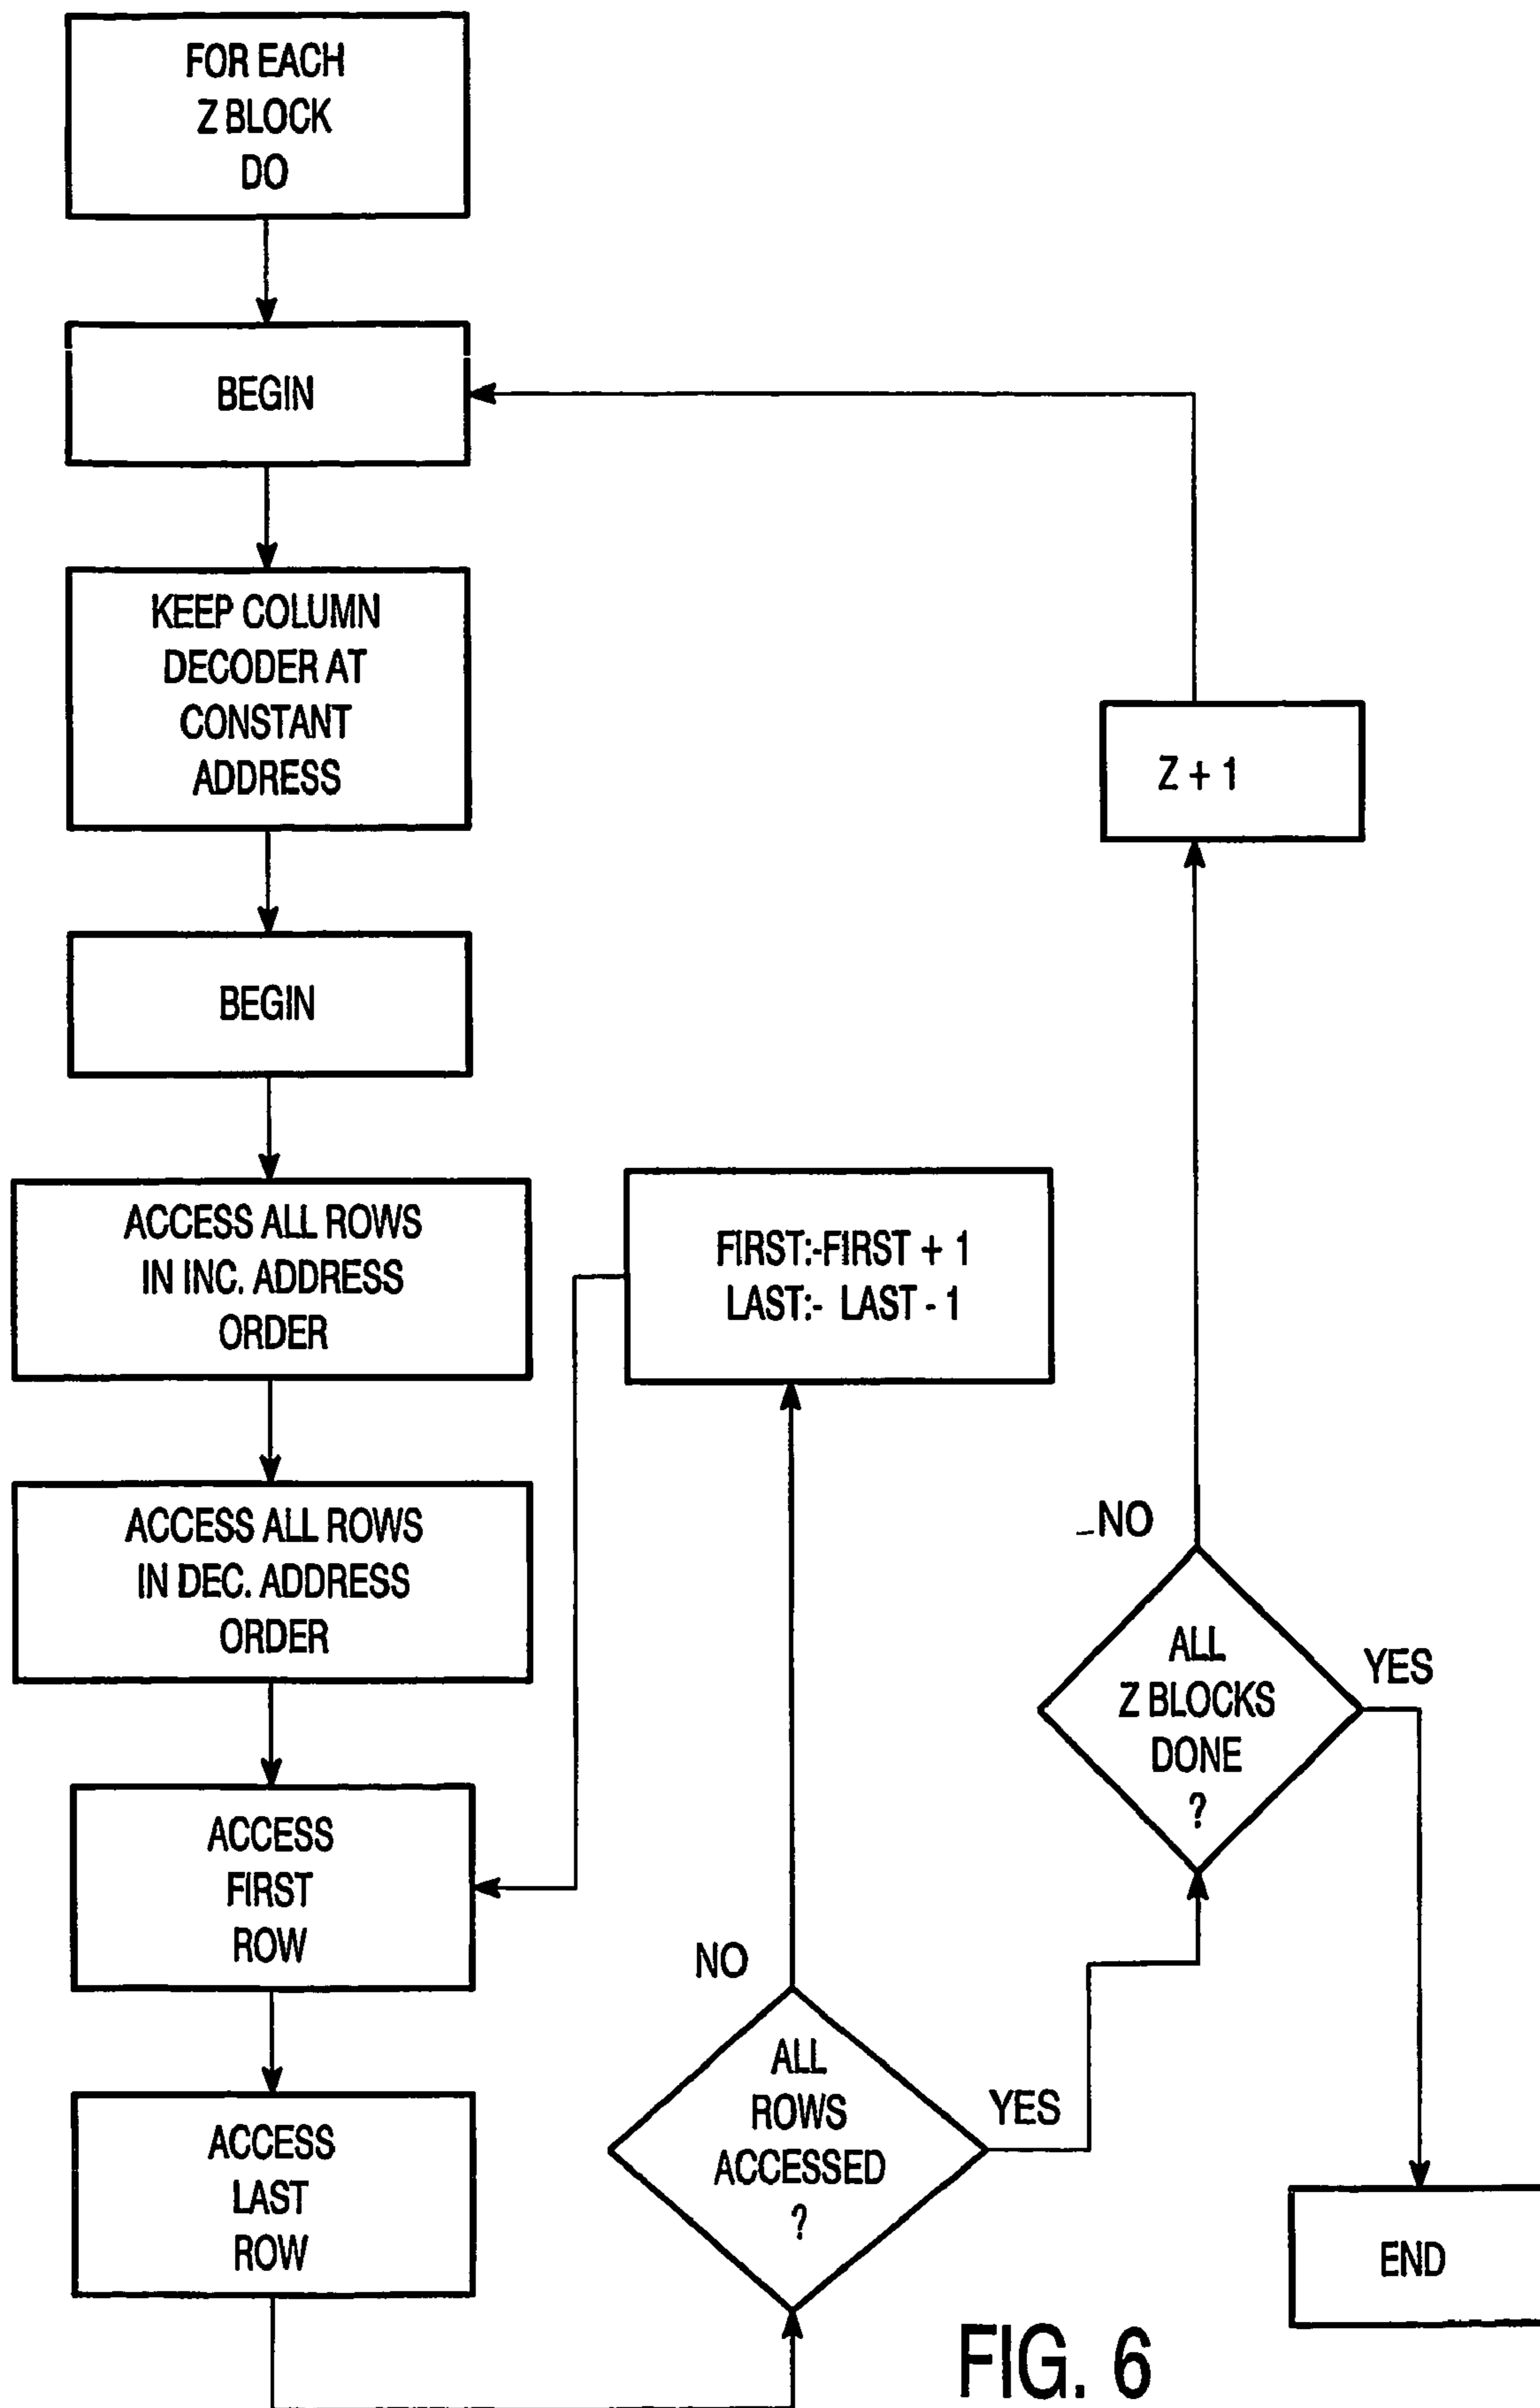 FOR EACH
Z BLOCK
DO
BEGIN
KEEP COLUMN
DECODER AT
CONSTANT
ADDRESS
BEGIN
ACCESS ALL ROWS
IN INC. ADDRESS
ORDER
ACCESS ALL ROWS
IN DEC. ADDRESS
ORDER
ACCESS
FIRST
ROW
ACCESS
LAST
ROW
FIRST:-FIRST + 1
LAST:- LAST - 1
NO
ALL
ROWS
ACCESSED
?
YES
Z + 1
NO
ALL
Z BLOCKS
DONE
?
YES
END
FIG. 6